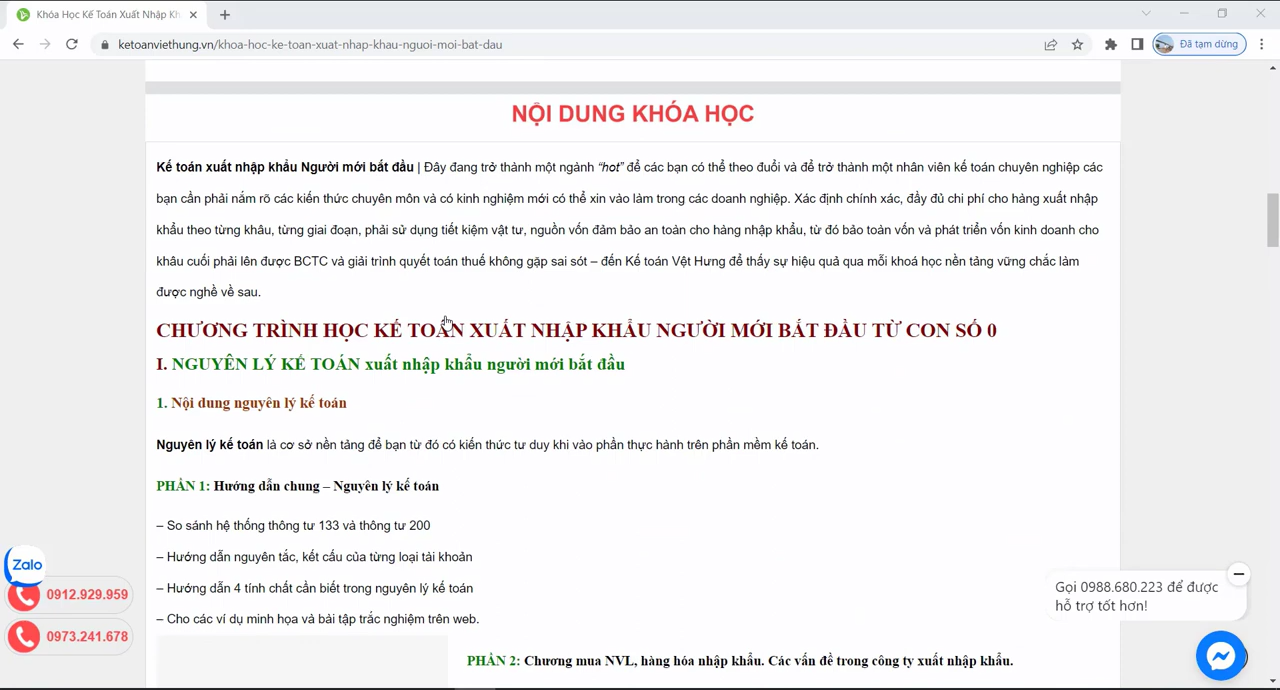 Khóa Học Kế Toán Xuất Nhập Kh
ketoanviethung.vn/khoa-hoc-ke-toan-xuat-nhap-khau-nguoi-moi-bat-dau
Đã tạm dừng
NỘI DUNG KHÓA HỌC
Kế toán xuất nhập khẩu Người mới bắt đầu | Đây đang trở thành một ngành “hot” để các bạn có thể theo đuổi và để trở thành một nhân viên kế toán chuyên nghiệp các
bạn cần phải nắm rõ các kiến thức chuyên môn và có kinh nghiệm mới có thể xin vào làm trong các doanh nghiệp. Xác định chính xác, đầy đủ chi phí cho hàng xuất nhập
khẩu theo từng khâu, từng giai đoạn, phải sử dụng tiết kiệm vật tư, nguồn vốn đảm bảo an toàn cho hàng nhập khẩu, từ đó bảo toàn vốn và phát triển vốn kinh doanh cho
khâu cuối phải lên được BCTC và giải trình quyết toán thuế không gặp sai sót – đến Kế toán Vệt Hưng để thấy sự hiệu quả qua mỗi khoá học nền tảng vững chắc làm
được nghề về sau.
CHƯƠNG TRÌNH HỌC KẾ TOÁN XUẤT NHẬP KHẨU NGƯỜI MỚI BẮT ĐẦU TỪ CON SỐ 0
I. NGUYÊN LÝ KẾ TOÁN xuất nhập khẩu người mới bắt đầu
1. Nội dung nguyên lý kế toán
Nguyên lý kế toán là cơ sở nền tảng để bạn từ đó có kiến thức tư duy khi vào phần thực hành trên phần mềm kế toán.
PHẦN 1: Hướng dẫn chung – Nguyên lý kế toán
– So sánh hệ thống thông tư 133 và thông tư 200
– Hướng dẫn nguyên tắc, kết cấu của từng loại tài khoản
– Hướng dẫn 4 tính chất cần biết trong nguyên lý kế toán
– Cho các ví dụ minh họa và bài tập trắc nghiệm trên web.
PHẦN 2: Chương mua NVL, hàng hóa nhập khẩu. Các vấn đề trong công ty xuất nhập khẩu.
Zalo
0912.929.959
0973.241.678
Gọi 0988.680.223 để được
hỗ trợ tốt hơn!